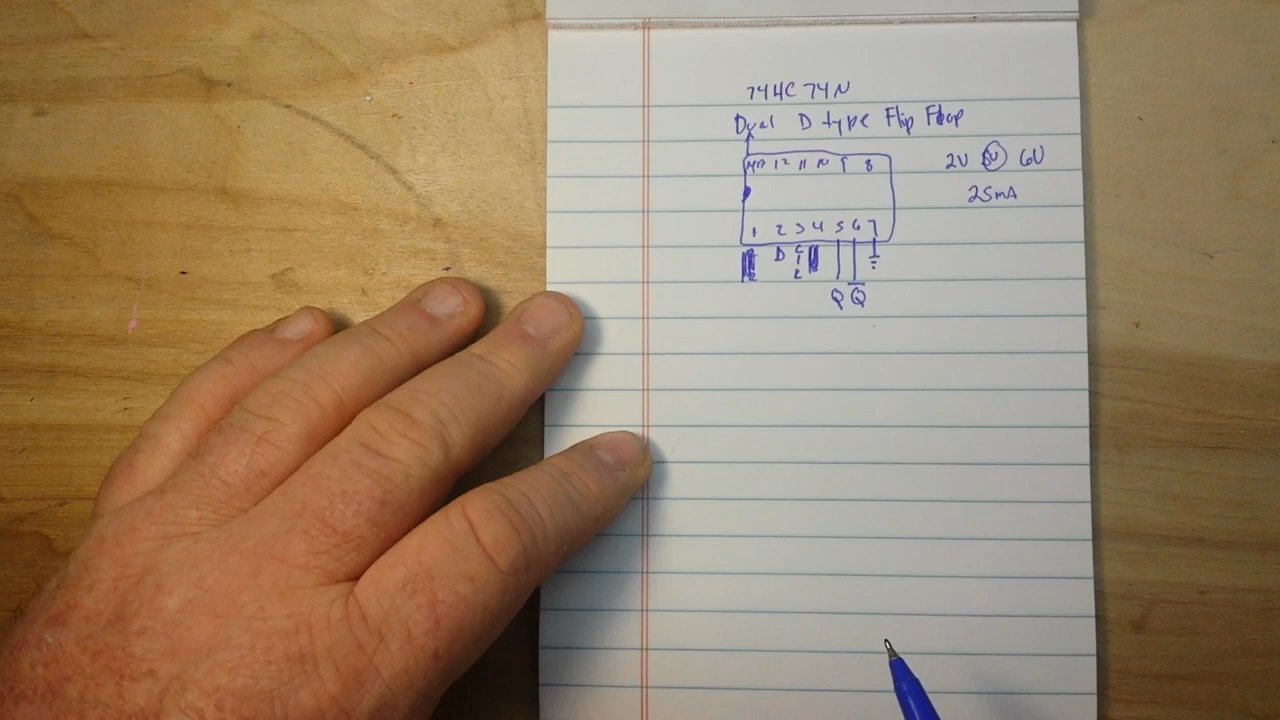 74HC74N
Dual D type Flip Flop
2V 5V 6V
14 13 12 11 10 9 8
25mA
1 2 3 4 5 6 7
D CLK
Q Q̅